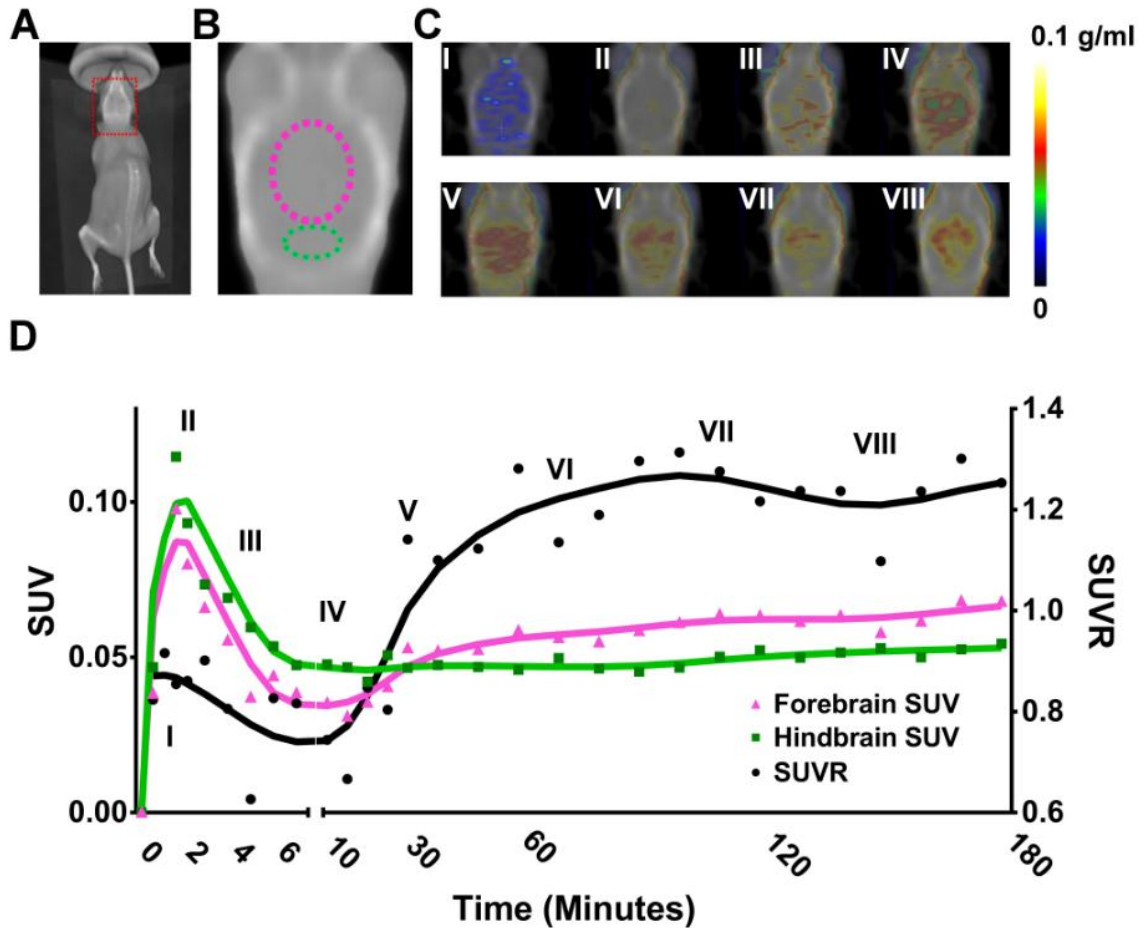 A
B
C
I
II
III
IV
0.1 g/ml
V
VI
VII
VIII
0
D
II
III
IV
V
VI
VII
VIII
I
0.10
0.05
0.00
SUV
1.4
1.2
1.0
0.8
0.6
SUVR
Forebrain SUV
Hindbrain SUV
SUVR
0 2 4 6 10 30 60 120 180
Time (Minutes)